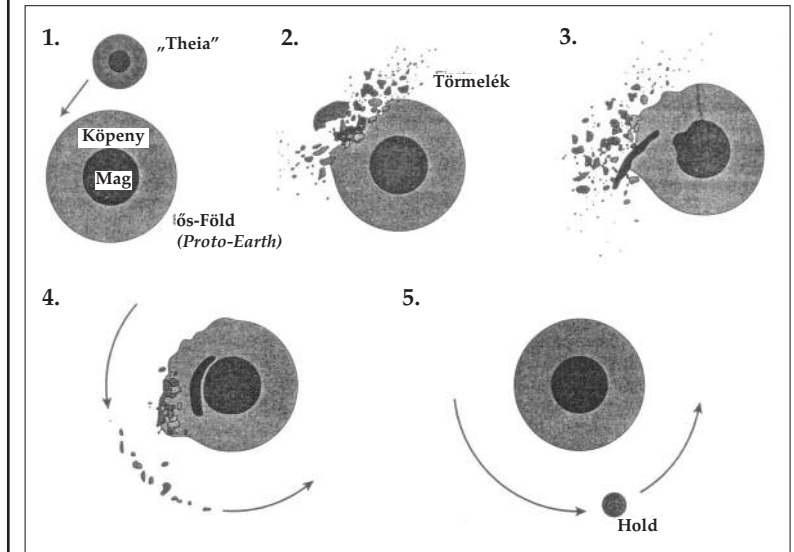 1.
„Theia”
Köpeny
Mag
ős-Föld
(Proto-Earth)
2.
Törmelék
3.
4.
5.
Hold